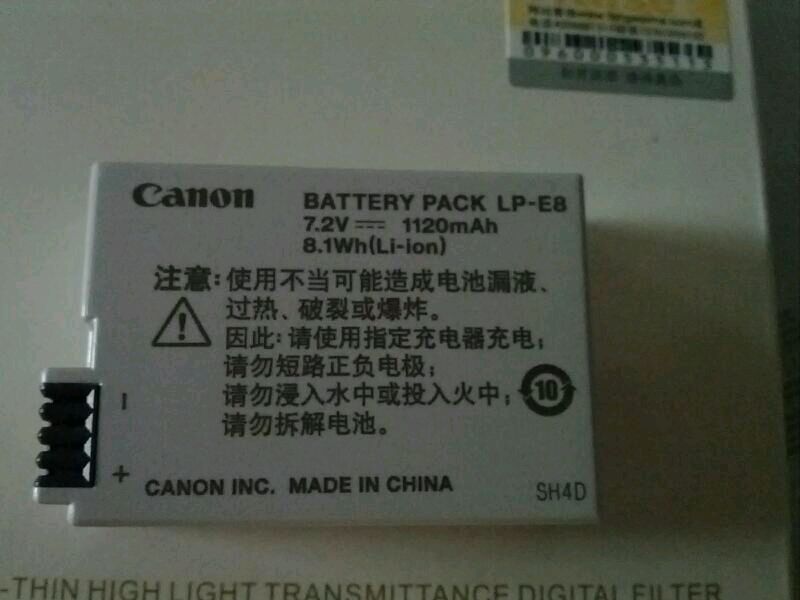 096000535113
Canon
BATTERY PACK LP-E8
7.2V ⎓ 1120mAh
8.1Wh(Li-ion)
注意:使用不当可能造成电池漏液、
过热、破裂或爆炸。
因此:请使用指定充电器充电;
请勿短路正负电极;
请勿浸入水中或投入火中;
10
请勿拆解电池。
-
+
CANON INC. MADE IN CHINA
SH4D
-THIN HIGH LIGHT TRANSMITTANCE DIGITAL FILTER